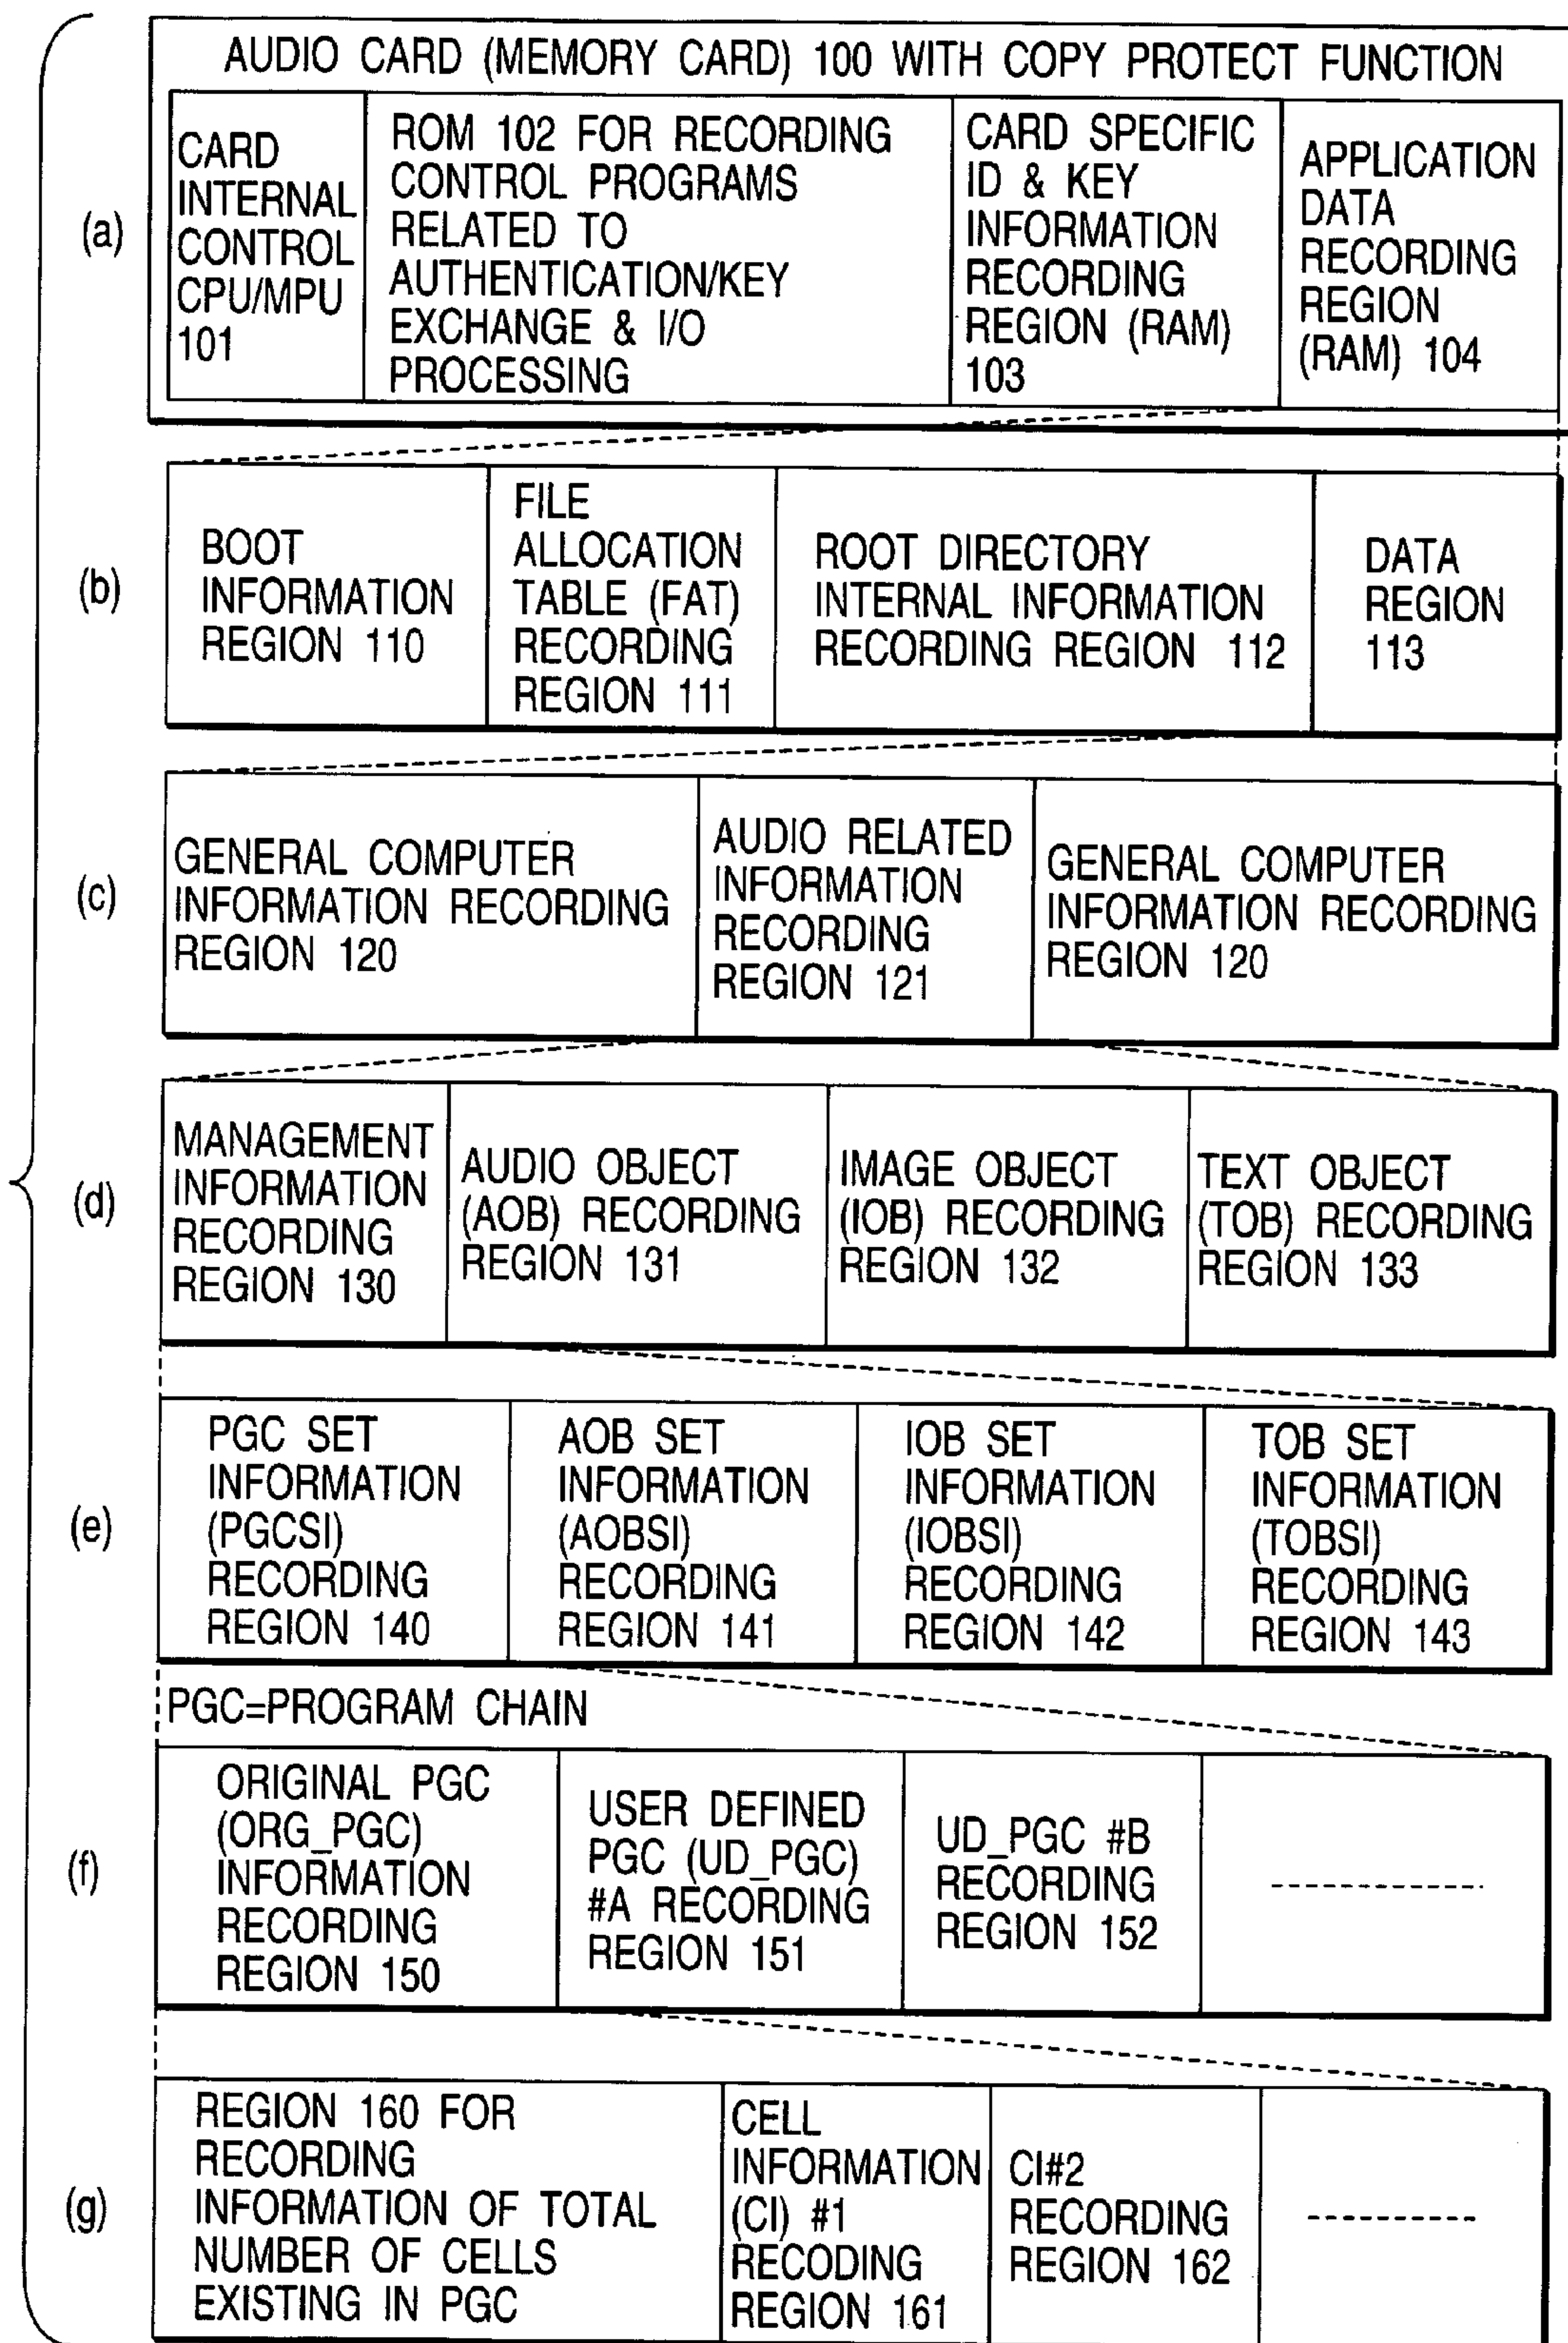 AUDIO CARD (MEMORY CARD) 100 WITH COPY PROTECT FUNCTION
(a)
CARD
INTERNAL
CONTROL
CPU/MPU
101
ROM 102 FOR RECORDING
CONTROL PROGRAMS
RELATED TO
AUTHENTICATION/KEY
EXCHANGE & I/O
PROCESSING
CARD SPECIFIC
ID & KEY
INFORMATION
RECORDING
REGION (RAM)
103
APPLICATION
DATA
RECORDING
REGION
(RAM) 104
(b)
BOOT
INFORMATION
REGION 110
FILE
ALLOCATION
TABLE (FAT)
RECORDING
REGION 111
ROOT DIRECTORY
INTERNAL INFORMATION
RECORDING REGION 112
DATA
REGION
113
(c)
GENERAL COMPUTER
INFORMATION RECORDING
REGION 120
AUDIO RELATED
INFORMATION
RECORDING
REGION 121
GENERAL COMPUTER
INFORMATION RECORDING
REGION 120
(d)
MANAGEMENT
INFORMATION
RECORDING
REGION 130
AUDIO OBJECT
(AOB) RECORDING
REGION 131
IMAGE OBJECT
(IOB) RECORDING
REGION 132
TEXT OBJECT
(TOB) RECORDING
REGION 133
(e)
PGC SET
INFORMATION
(PGCSI)
RECORDING
REGION 140
AOB SET
INFORMATION
(AOBSI)
RECORDING
REGION 141
IOB SET
INFORMATION
(IOBSI)
RECORDING
REGION 142
TOB SET
INFORMATION
(TOBSI)
RECORDING
REGION 143
PGC=PROGRAM CHAIN
(f)
ORIGINAL PGC
(ORG_PGC)
INFORMATION
RECORDING
REGION 150
USER DEFINED
PGC (UD_PGC)
#A RECORDING
REGION 151
UD_PGC #B
RECORDING
REGION 152
(g)
REGION 160 FOR
RECORDING
INFORMATION OF TOTAL
NUMBER OF CELLS
EXISTING IN PGC
CELL
INFORMATION
(CI) #1
RECODING
REGION 161
CI#2
RECORDING
REGION 162